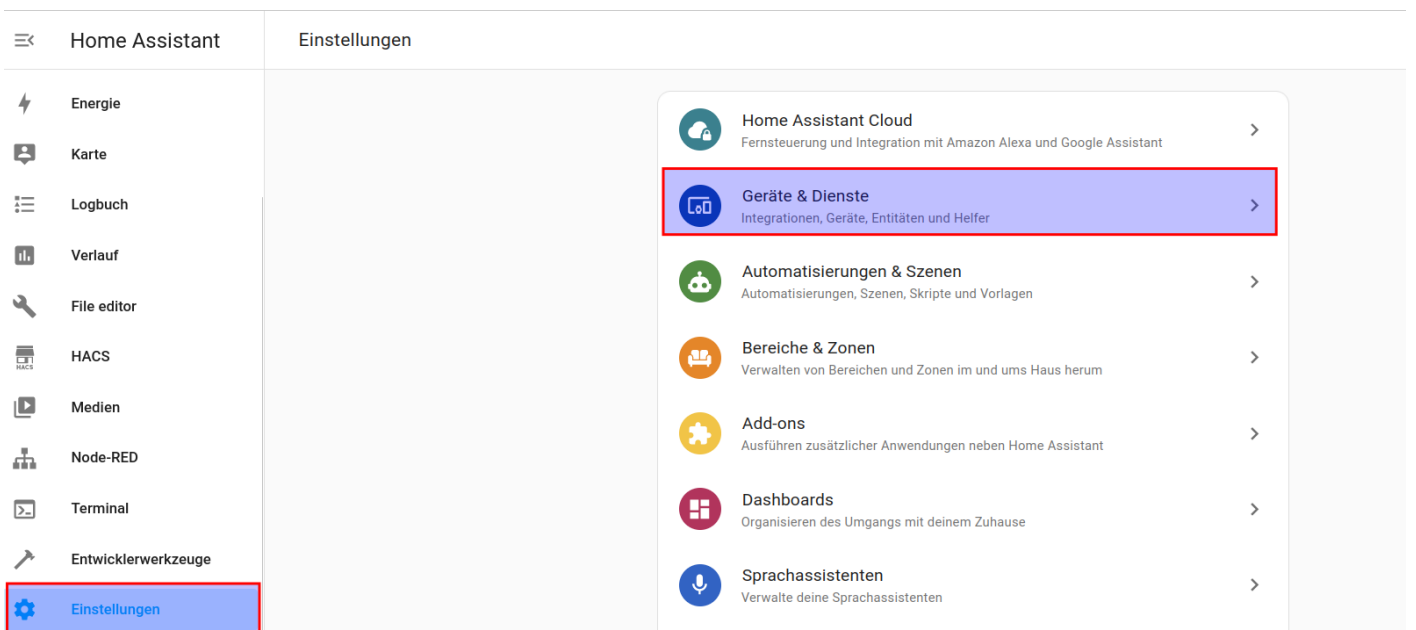 Home Assistant
Einstellungen
Energie
Karte
Logbuch
Verlauf
File editor
HACS
HACS
Medien
Node-RED
Terminal
Entwicklerwerkzeuge
Einstellungen
Home Assistant Cloud
Fernsteuerung und Integration mit Amazon Alexa und Google Assistant
Geräte & Dienste
Integrationen, Geräte, Entitäten und Helfer
Automatisierungen & Szenen
Automatisierungen, Szenen, Skripte und Vorlagen
Bereiche & Zonen
Verwalten von Bereichen und Zonen im und ums Haus herum
Add-ons
Ausführen zusätzlicher Anwendungen neben Home Assistant
Dashboards
Organisieren des Umgangs mit deinem Zuhause
Sprachassistenten
Verwalte deine Sprachassistenten